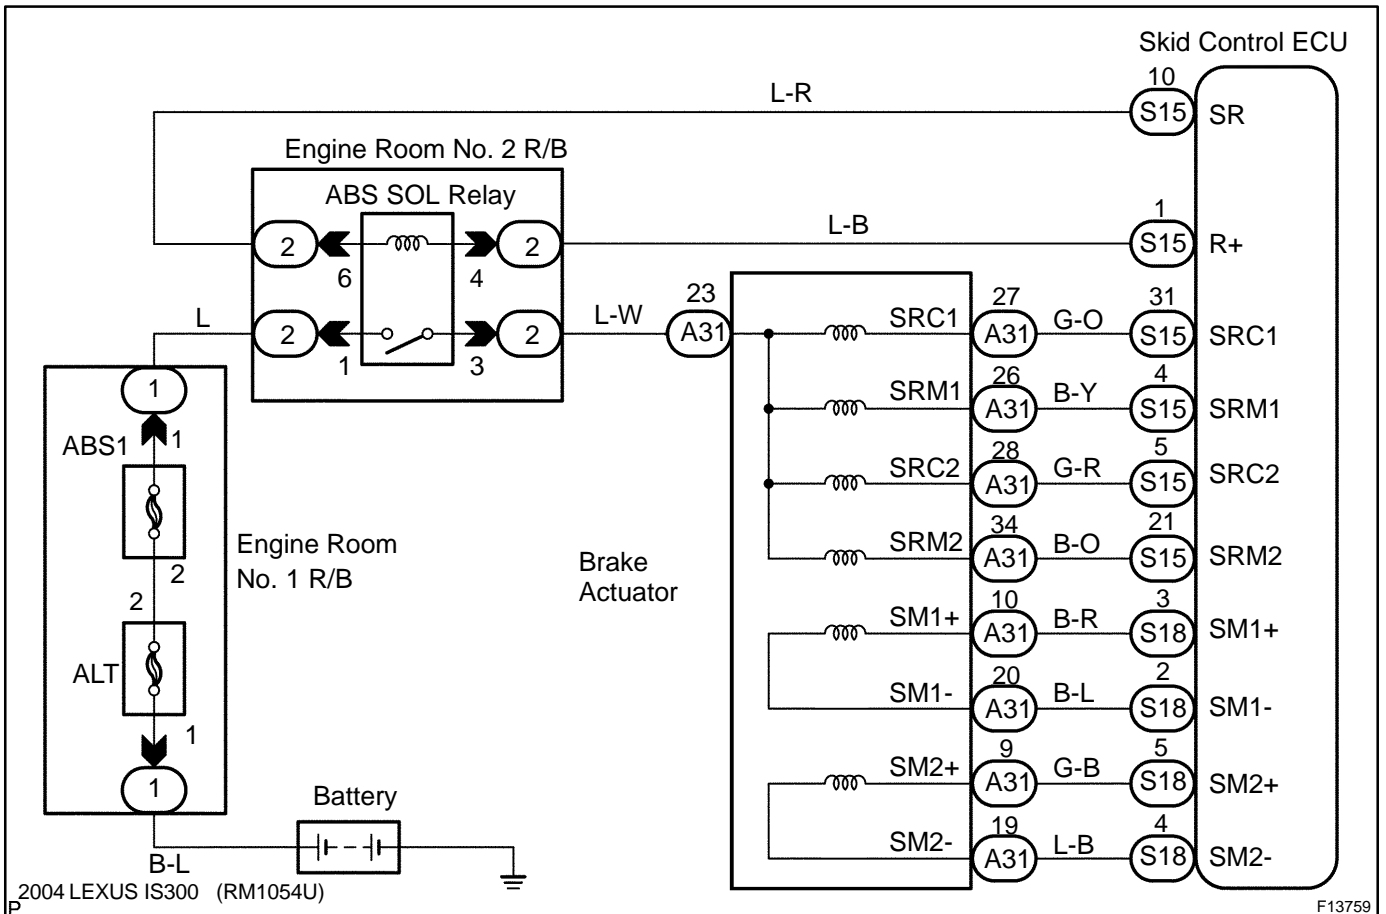 Skid Control ECU
10
L-R
S15
SR
Engine Room No. 2 R/B
ABS SOL Relay
1
L-B
2
2
S15
R+
6
4
23
27
31
L
L-W
SRC1
G-O
2
2
A31
A31
S15
SRC1
1
3
26
4
1
SRM1
B-Y
A31
S15
SRM1
ABS1
1
28
5
SRC2
G-R
A31
S15
SRC2
34
21
Engine Room
No. 1 R/B
SRM2
B-O
A31
S15
SRM2
2
Brake
Actuator
2
10
3
SM1+
B-R
A31
S18
SM1+
ALT
20
2
SM1-
B-L
A31
S18
SM1-
1
9
5
SM2+
G-B
1
A31
S18
SM2+
Battery
19
4
SM2-
L-B
A31
S18
SM2-
B-L
2004 LEXUS IS300 (RM1054U)
P
F13759